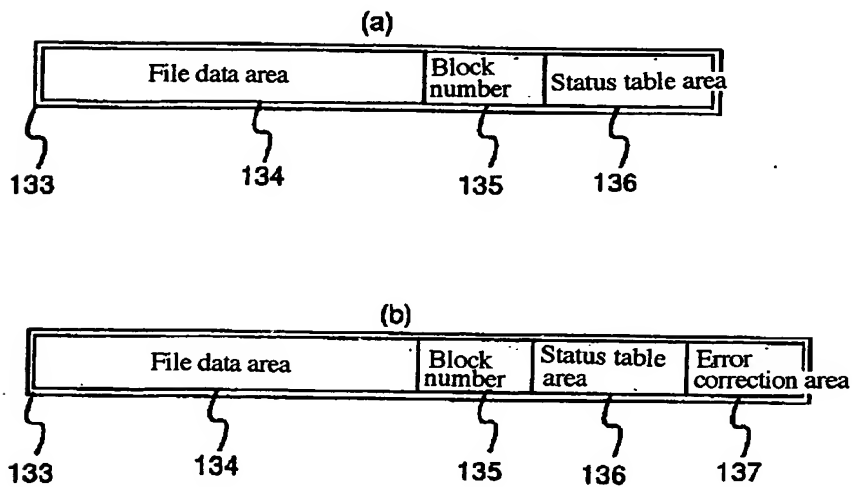 (a)
File data area
Block
number
Status table area
133
134
135
136
(b)
File data area
Block
number
Status table
area
Error
correction area
133
134
135
136
137